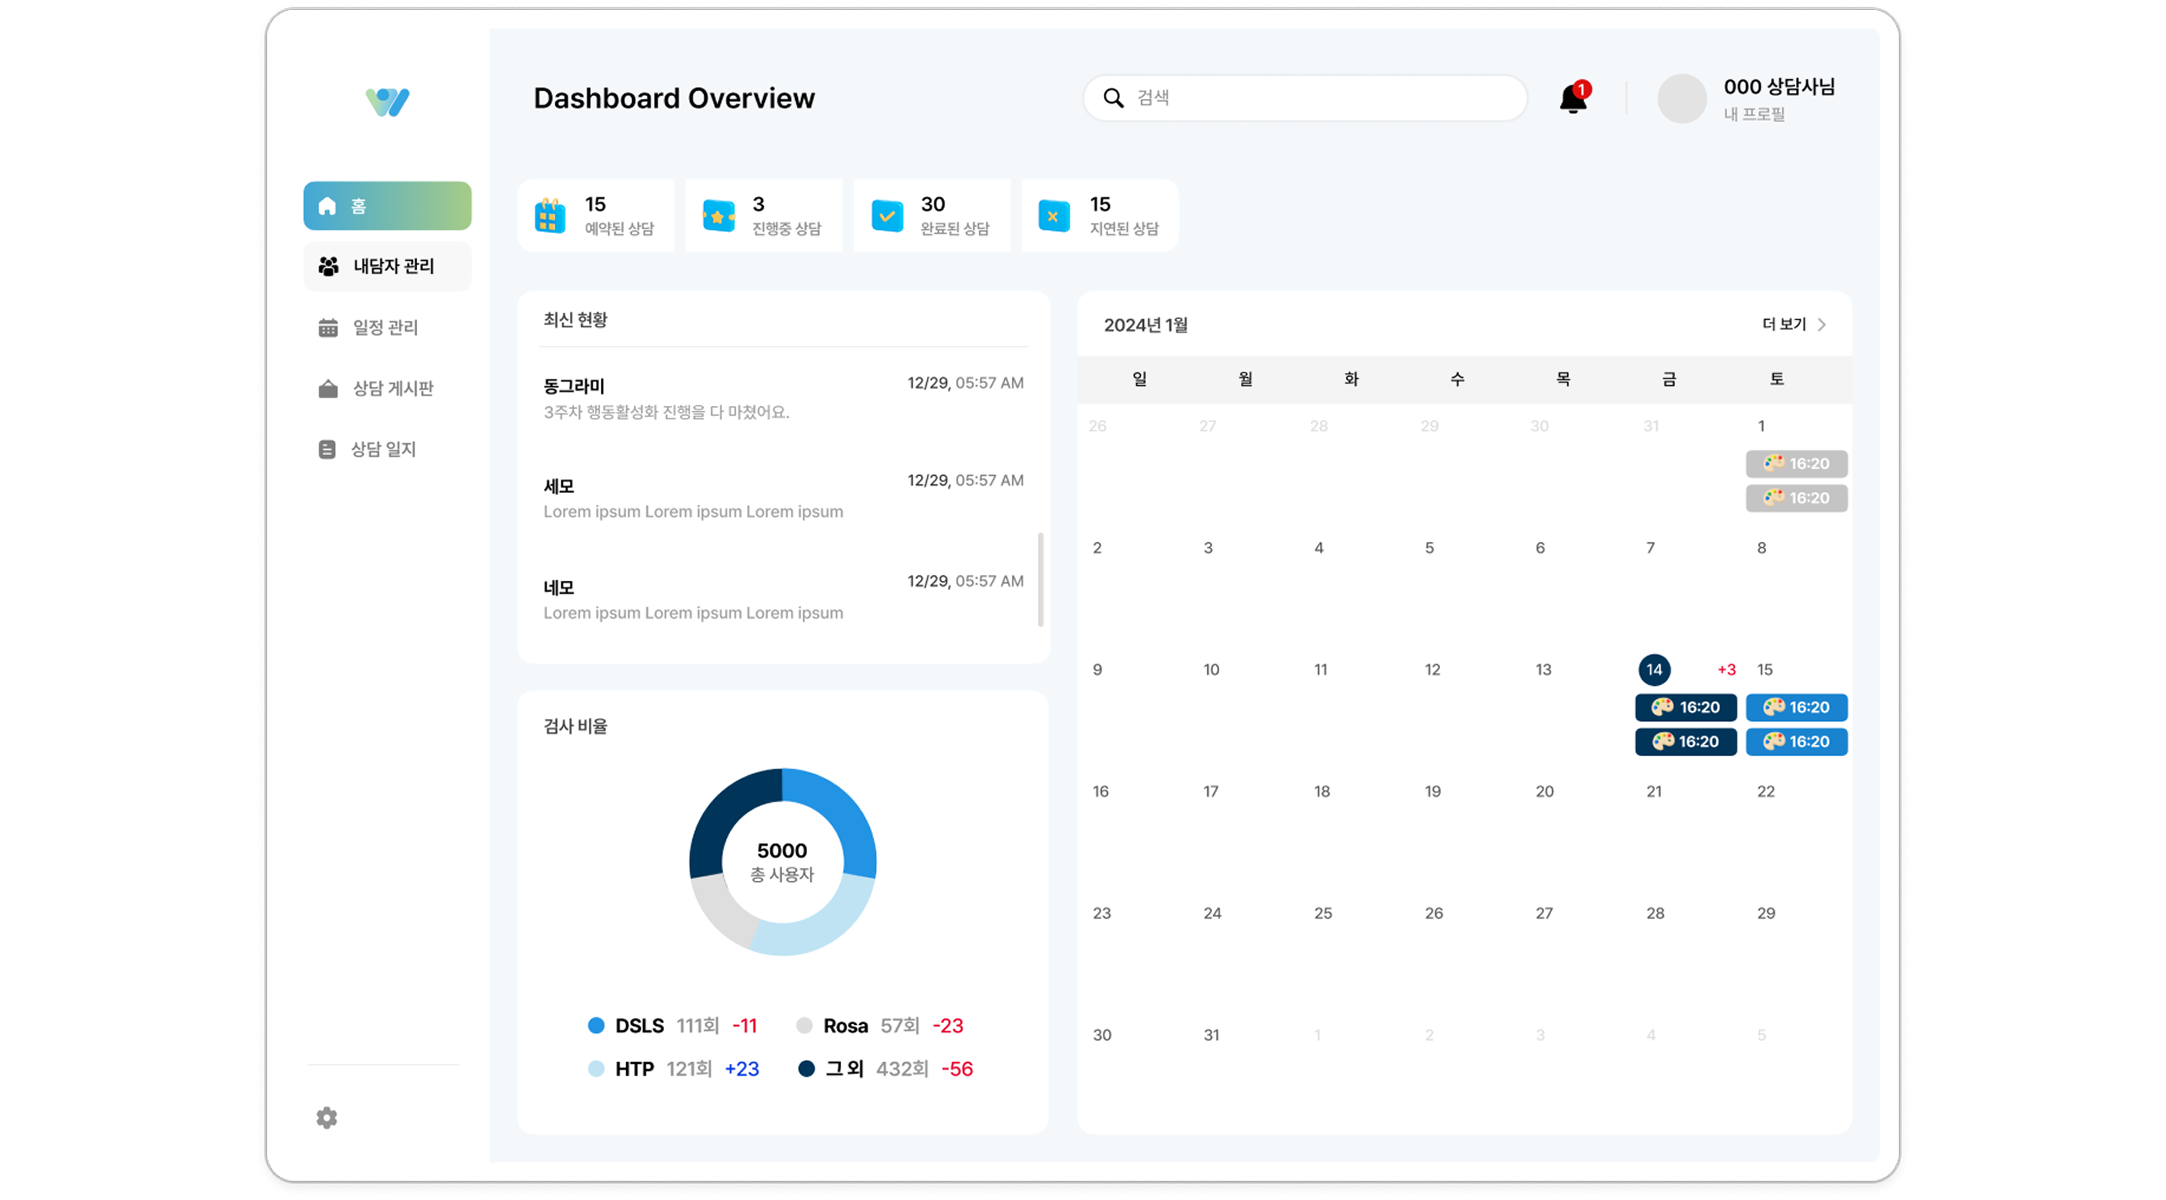 Dashboard Overview
검색
1
000 상담사님
내 프로필
홈
내담자 관리
일정 관리
상담 게시판
상담 일지
15
예약된 상담
3
진행중 상담
30
완료된 상담
15
지연된 상담
최신 현황
동그라미
12/29, 05:57 AM
3주차 행동활성화 진행을 다 마쳤어요.
세모
12/29, 05:57 AM
Lorem ipsum Lorem ipsum Lorem ipsum
네모
12/29, 05:57 AM
Lorem ipsum Lorem ipsum Lorem ipsum
검사 비율
5000
총 사용자
DSLS 111회 -11
Rosa 57회 -23
HTP 121회 +23
그 외 432회 -56
2024년 1월
더 보기
일 월 화 수 목 금 토
26 27 28 29 30 31 1
16:20
16:20
2 3 4 5 6 7 8
9 10 11 12 13 14 +3 15
16:20 16:20
16:20 16:20
16 17 18 19 20 21 22
23 24 25 26 27 28 29
30 31 1 2 3 4 5